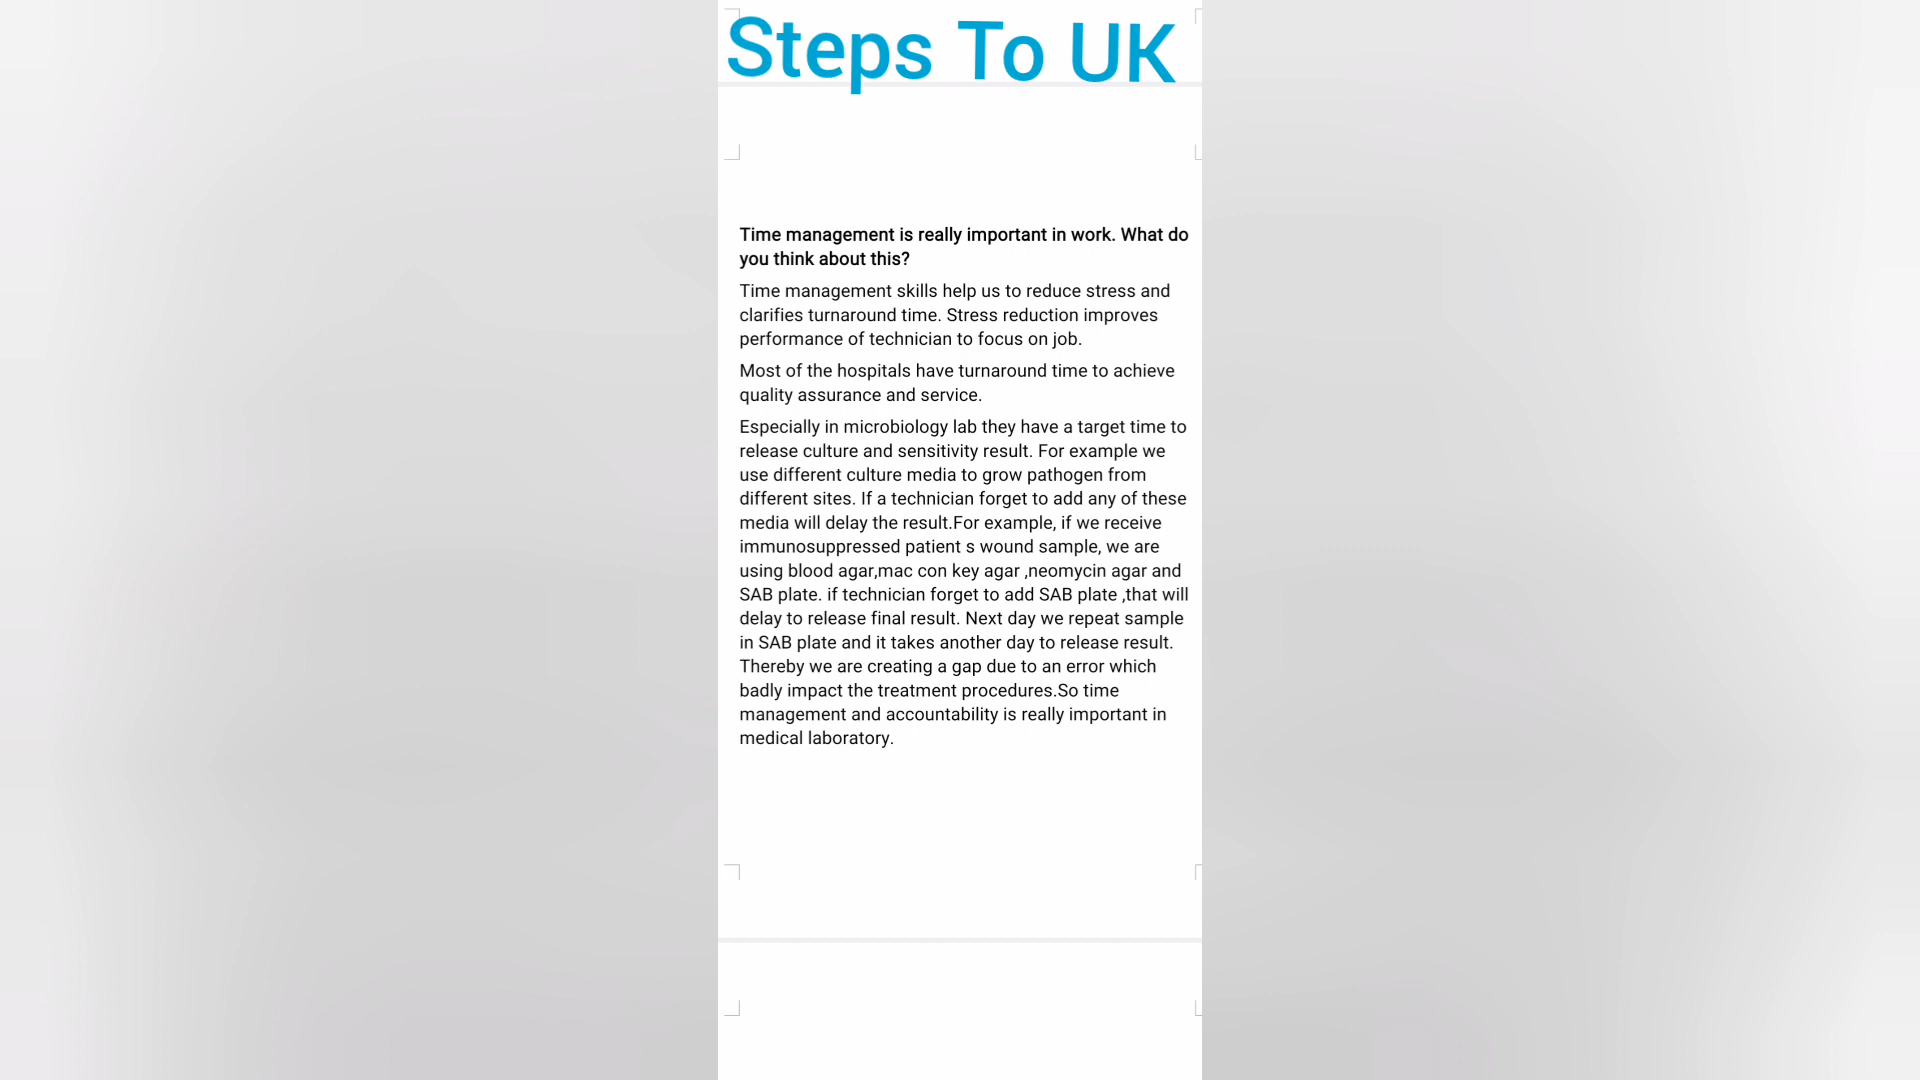 Steps To UK
Time management is really important in work. What do
you think about this?
Time management skills help us to reduce stress and
clarifies turnaround time. Stress reduction improves
performance of technician to focus on job.
Most of the hospitals have turnaround time to achieve
quality assurance and service.
Especially in microbiology lab they have a target time to
release culture and sensitivity result. For example we
use different culture media to grow pathogen from
different sites. If a technician forget to add any of these
media will delay the result.For example, if we receive
immunosuppressed patient s wound sample, we are
using blood agar,mac con key agar ,neomycin agar and
SAB plate. if technician forget to add SAB plate ,that will
delay to release final result. Next day we repeat sample
in SAB plate and it takes another day to release result.
Thereby we are creating a gap due to an error which
badly impact the treatment procedures.So time
management and accountability is really important in
medical laboratory.